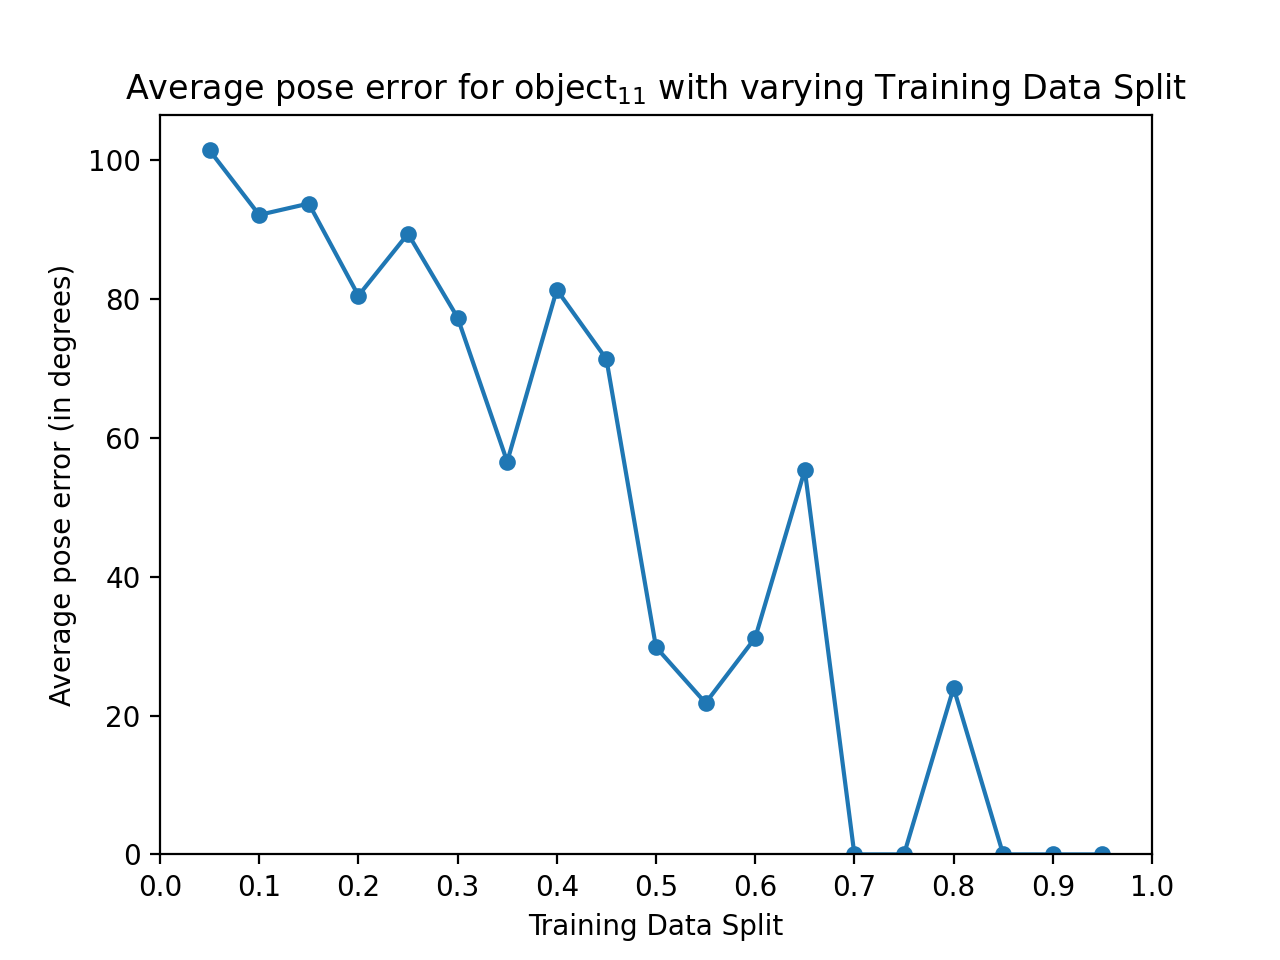 Average pose error for object₁₁ with varying Training Data Split
Average pose error (in degrees)
100
80
60
40
20
0
0.0 0.1 0.2 0.3 0.4 0.5 0.6 0.7 0.8 0.9 1.0
Training Data Split